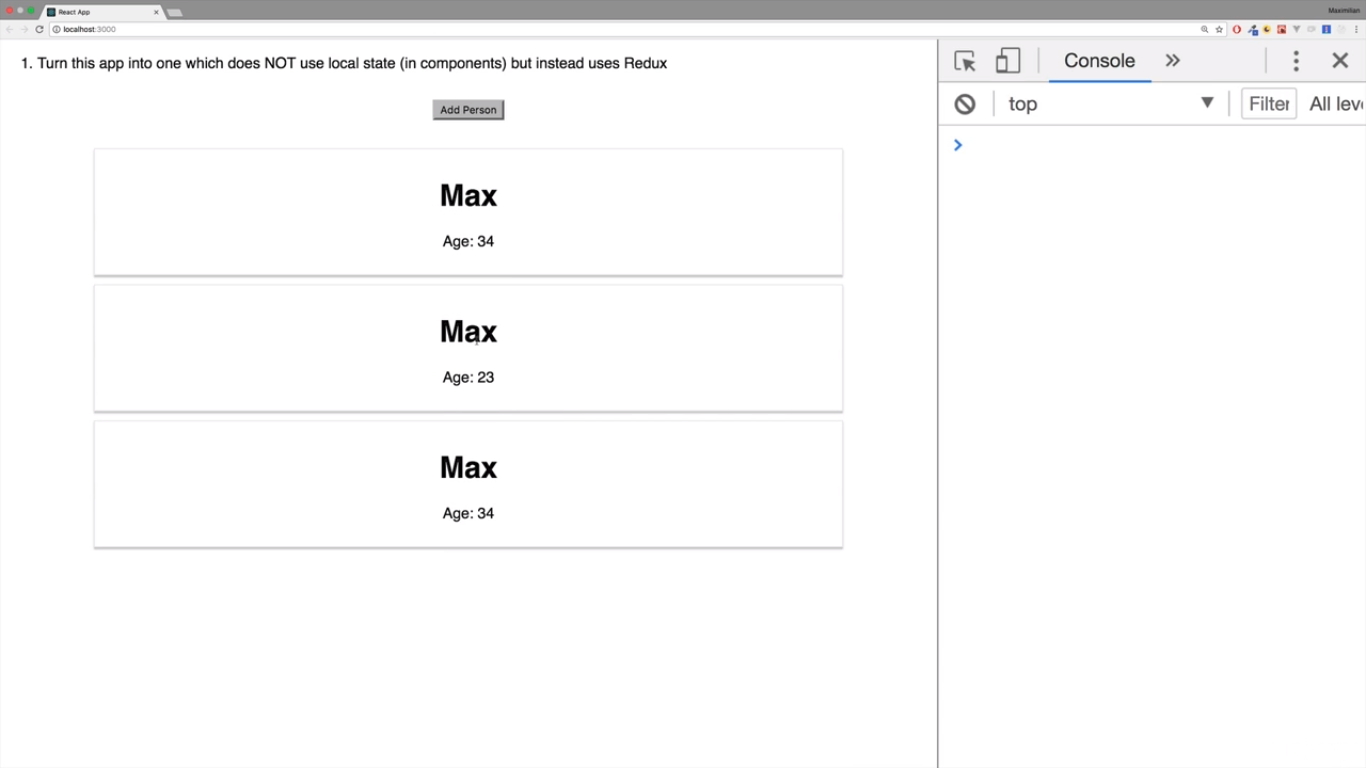 React App
Maximilian
localhost:3000
1. Turn this app into one which does NOT use local state (in components) but instead uses Redux
Add Person
Max
Age: 34
Max
Age: 23
Max
Age: 34
Console
top
Filter
All lev